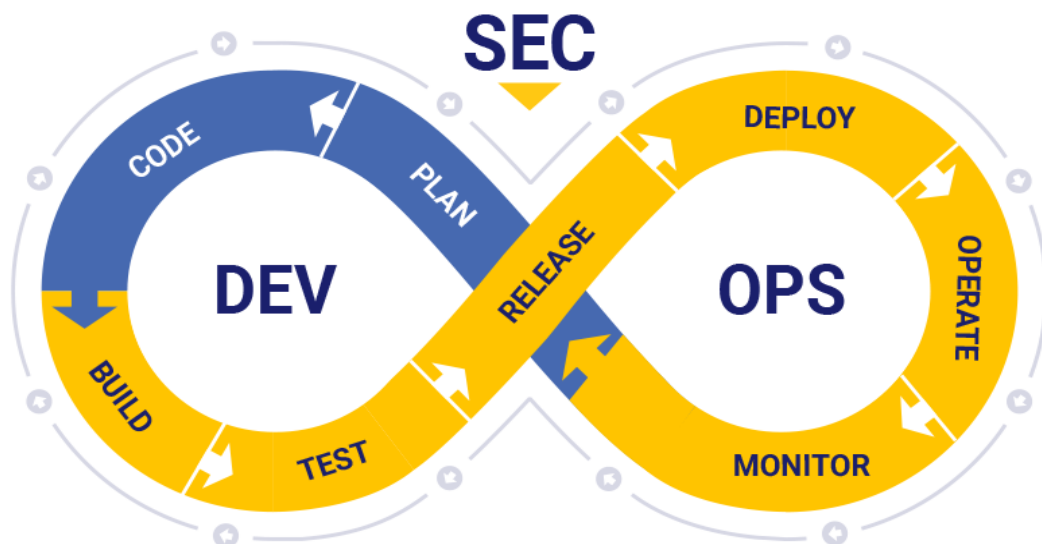 SEC
DEPLOY
CODE
PLAN
RELEASE
OPERATE
DEV
OPS
BUILD
TEST
MONITOR